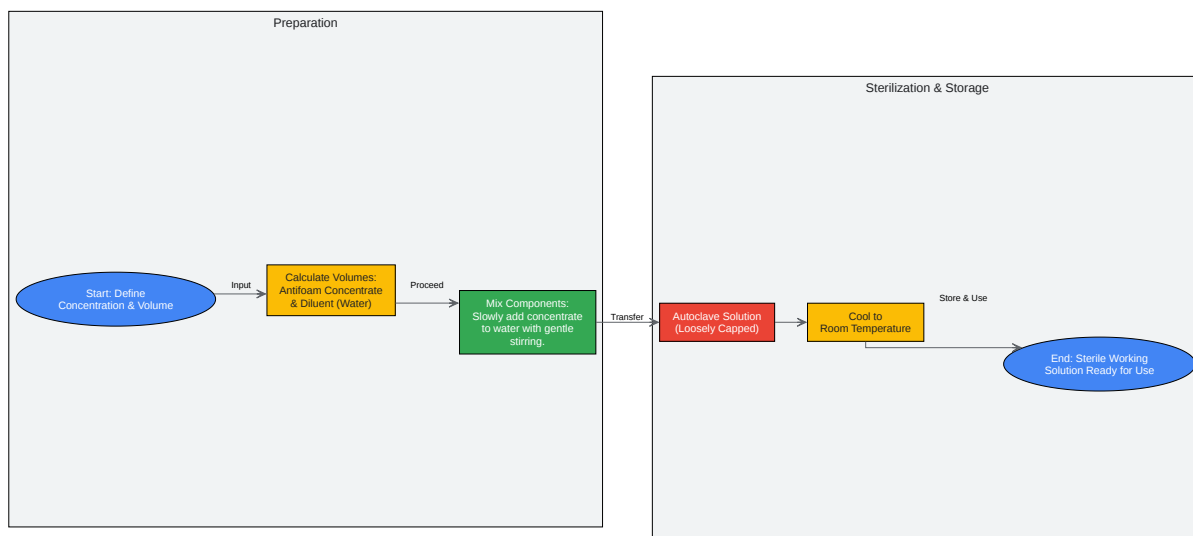 Preparation
Start: Define
Concentration & Volume
Input
Calculate Volumes:
Antifoam Concentrate
& Diluent (Water)
Proceed
Mix Components:
Slowly add concentrate
to water with gentle
stirring.
Transfer
Sterilization & Storage
Autoclave Solution
(Loosely Capped)
Cool to
Room Temperature
Store & Use
End: Sterile Working
Solution Ready for Use